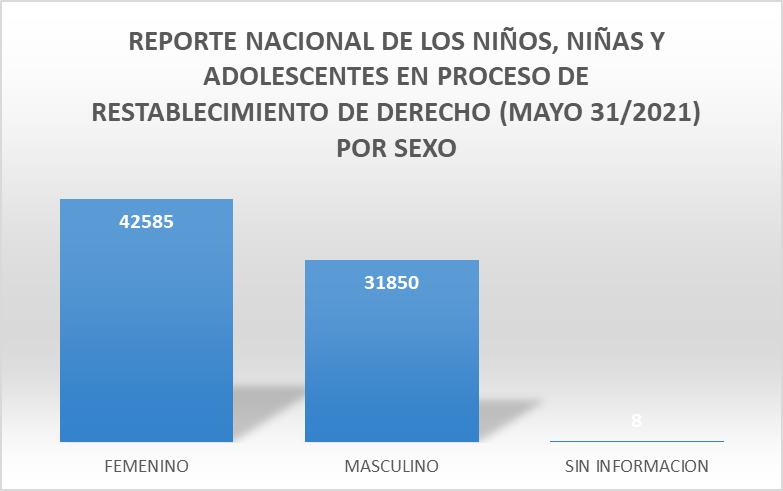 REPORTE NACIONAL DE LOS NIÑOS, NIÑAS Y
ADOLESCENTES EN PROCESO DE
RESTABLECIMIENTO DE DERECHO (MAYO 31/2021)
POR SEXO
42585
31850
8
FEMENINO
MASCULINO
SIN INFORMACION